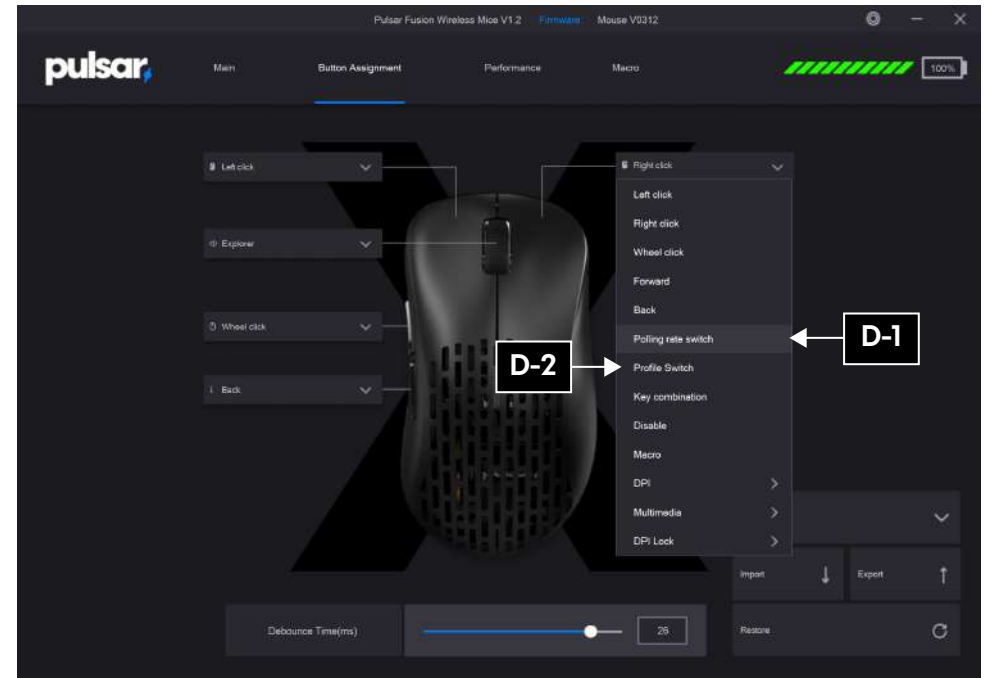 Pulsar Fusion Wireless Mice V1.2 Firmware Mouse V0312
pulsar
Main
Button Assignment
Performance
Macro
100%
Left click
Explorer
Wheel click
Back
Right click
Left click
Right click
Wheel click
Forward
Back
Polling rate switch
Profile Switch
Key combination
Disable
Macro
DPI
Multimedia
DPI Lock
D-1
D-2
Import
Export
Restore
Debounce Time(ms)
26